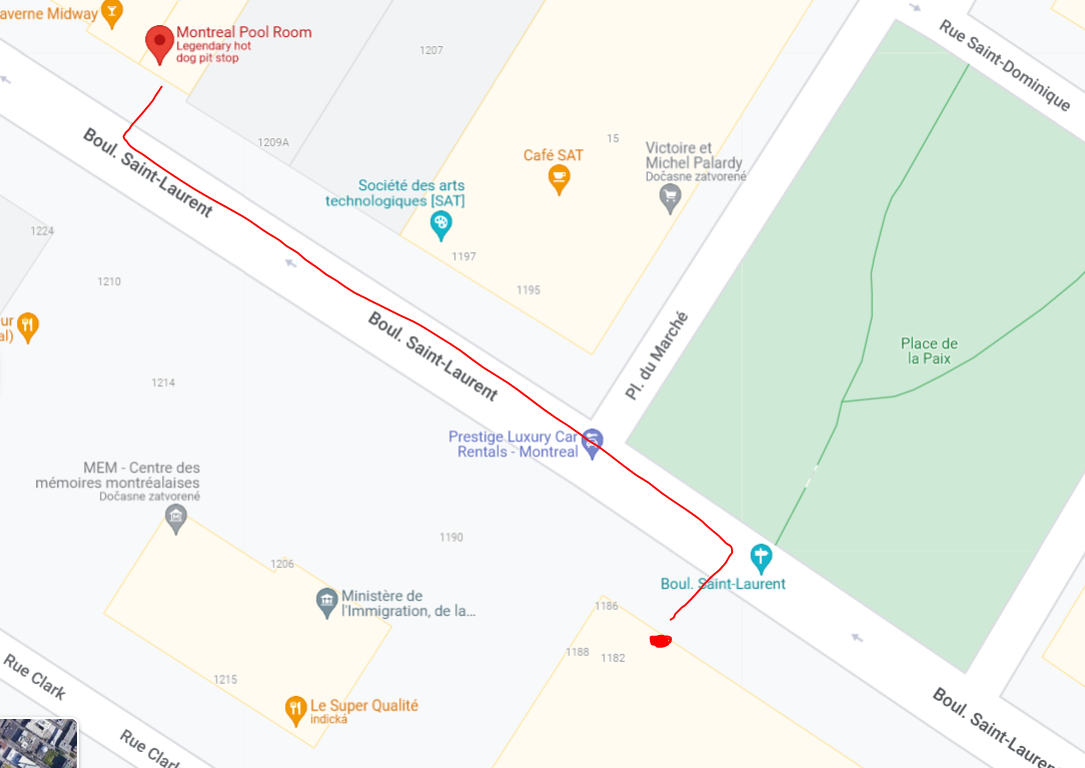 averne Midway
Montreal Pool Room
Legendary hot
dog pit stop
1207
Rue Saint-Dominique
1209A
15
Café SAT
Victoire et
Michel Palardy
Dočasne zatvorené
Boul. Saint-Laurent
Société des arts
technologiques [SAT]
1224
1197
1210
1195
ur
al)
Boul. Saint-Laurent
Pl. du Marché
Place de
la Paix
1214
Prestige Luxury Car
Rentals - Montreal
MEM - Centre des
mémoires montréalaises
Dočasne zatvorené
1190
1206
Boul. Saint-Laurent
Ministère de
l'Immigration, de la...
1186
1188
1182
Rue Clark
1215
Le Super Qualité
indická
Boul. Saint-Lauren
Rue Clark